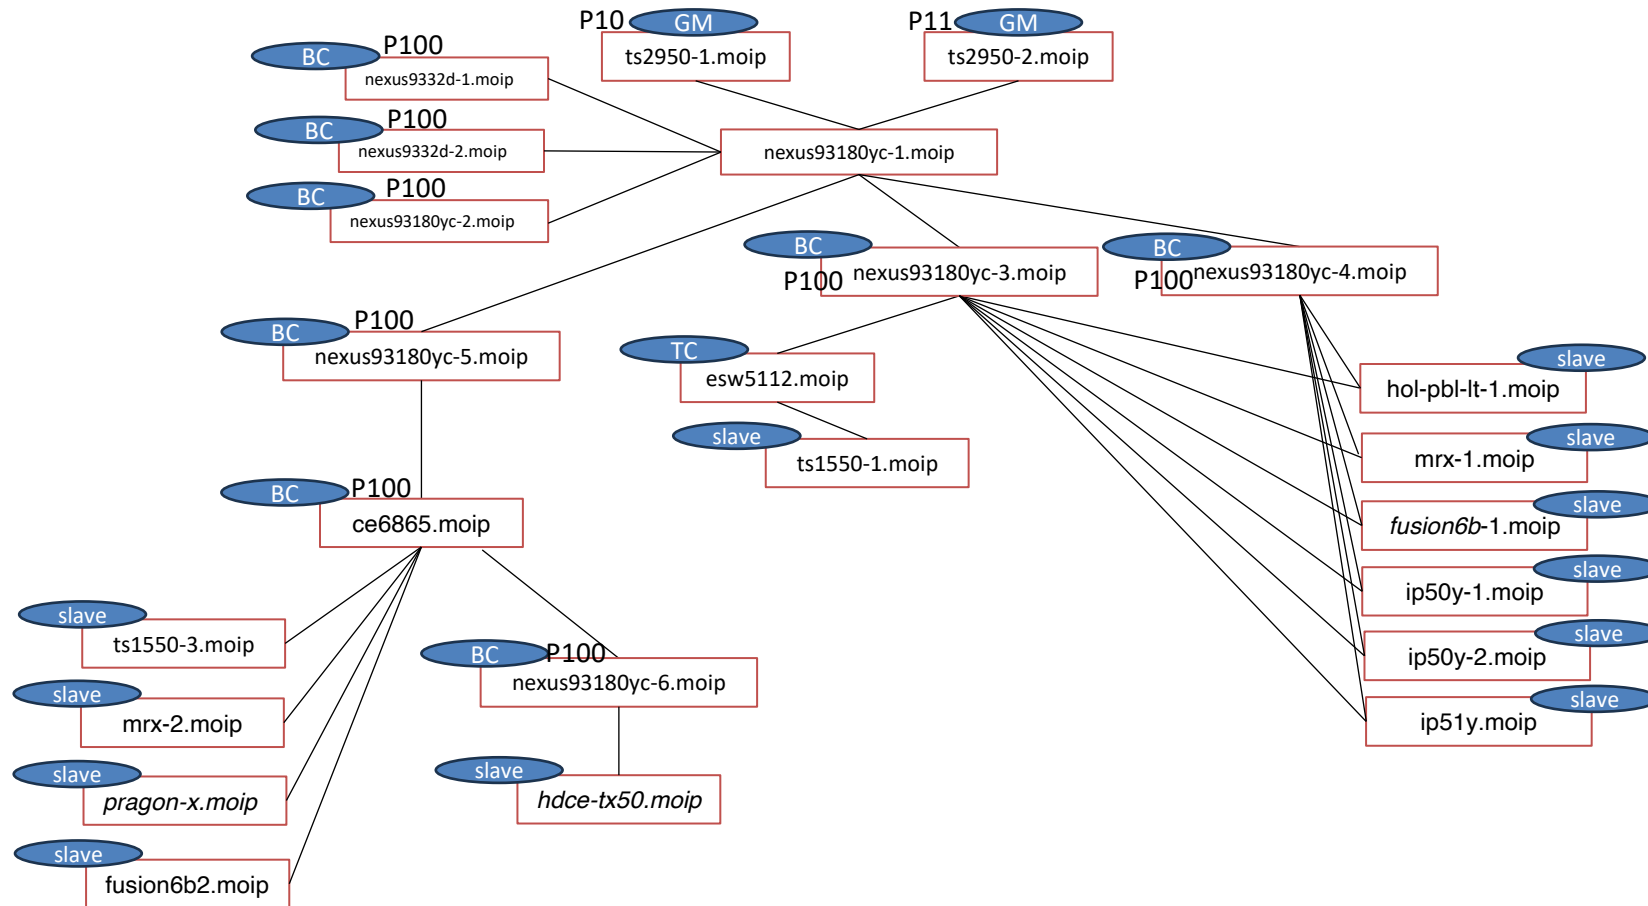 P10
GM
ts2950-1.moip
P11
GM
ts2950-2.moip
BC
P100
nexus9332d-1.moip
BC
P100
nexus9332d-2.moip
BC
P100
nexus93180yc-2.moip
nexus93180yc-1.moip
BC
P100
nexus93180yc-3.moip
BC
P100
nexus93180yc-4.moip
BC
P100
nexus93180yc-5.moip
TC
esw5112.moip
slave
ts1550-1.moip
slave
hol-pbl-lt-1.moip
slave
mrx-1.moip
slave
fusion6b-1.moip
slave
ip50y-1.moip
slave
ip50y-2.moip
slave
ip51y.moip
BC
P100
ce6865.moip
slave
ts1550-3.moip
slave
mrx-2.moip
slave
pragon-x.moip
slave
fusion6b2.moip
BC
P100
nexus93180yc-6.moip
slave
hdce-tx50.moip